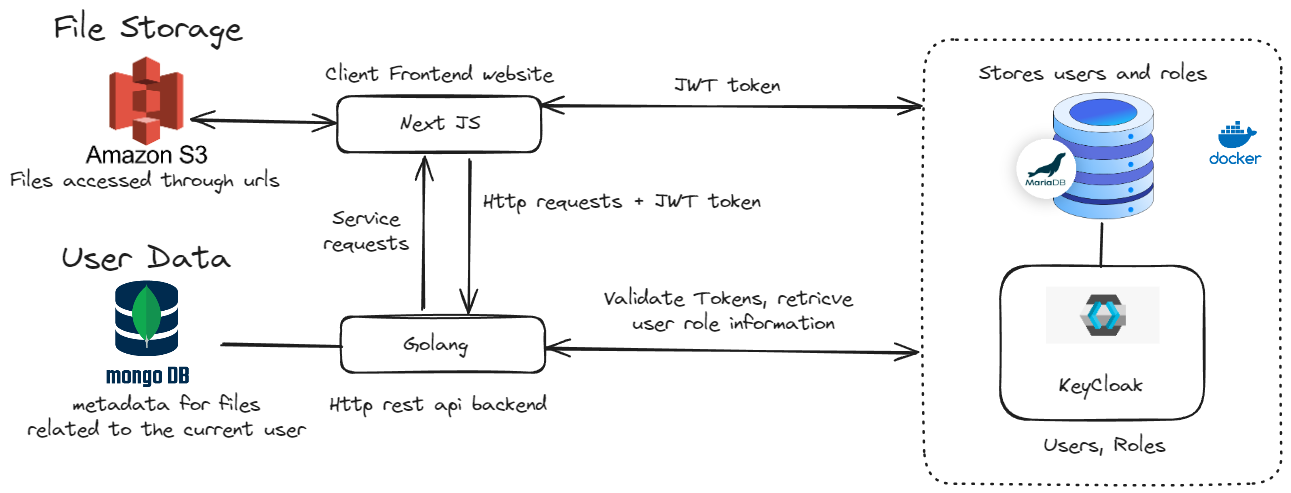 File Storage
Amazon S3
Files accessed through urls
Client Frontend website
Next JS
JWT token
Service
requests
Http requests + JWT token
User Data
mongo DB
metadata for files
related to the current user
Golang
Http rest api backend
Validate Tokens, retricve
user role information
Stores users and roles
MariaDB
docker
KeyCloak
Users, Roles